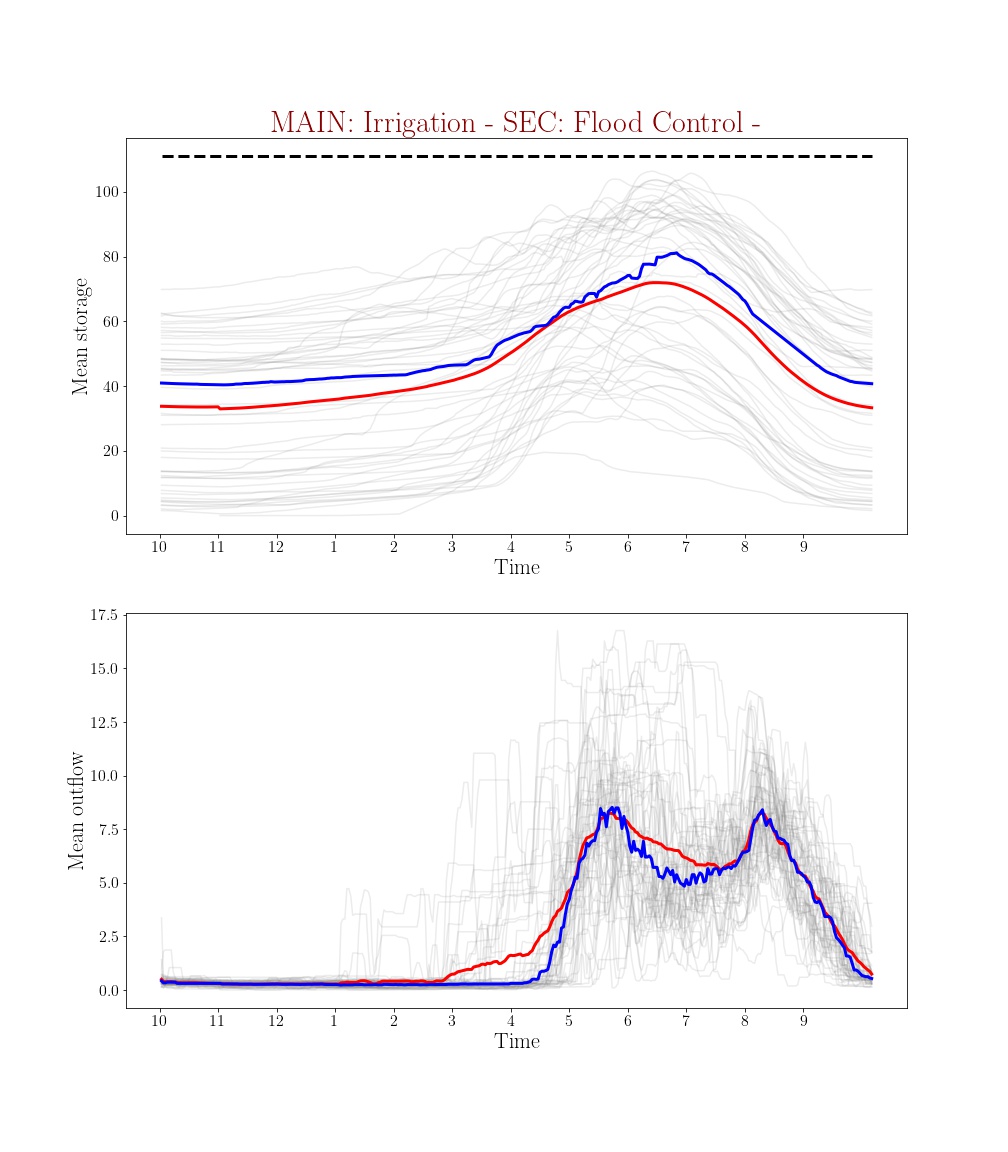 MAIN: Irrigation - SEC: Flood Control -
100
80
60
40
20
0
Mean storage
10 11 12 1 2 3 4 5 6 7 8 9
Time
17.5
15.0
12.5
10.0
7.5
5.0
2.5
0.0
Mean outflow
10 11 12 1 2 3 4 5 6 7 8 9
Time